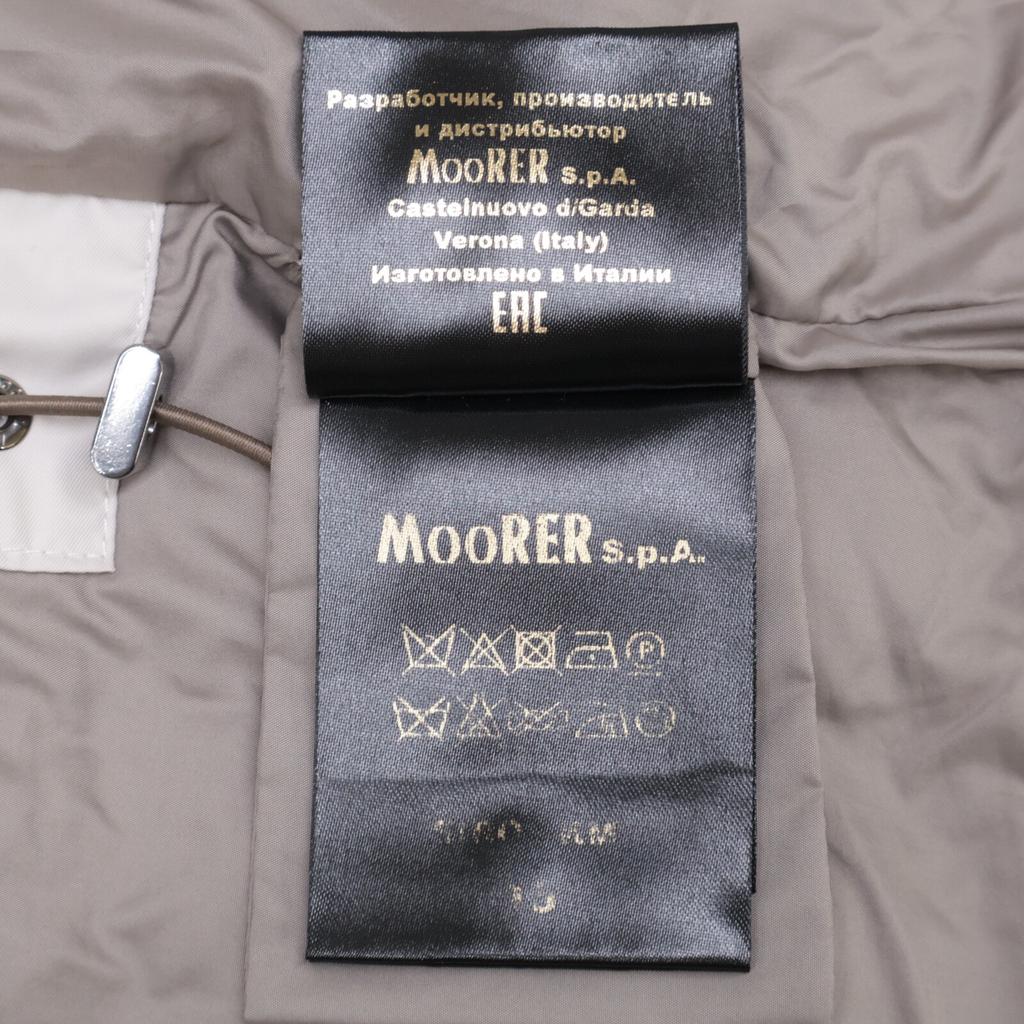 Разработчик, производитель
и дистрибьютор
MooRER S.p.A.
Castelnuovo d/Garda
Verona (Italy)
Изготовлено в Италии
EAC
MooRER S.p.A.
P